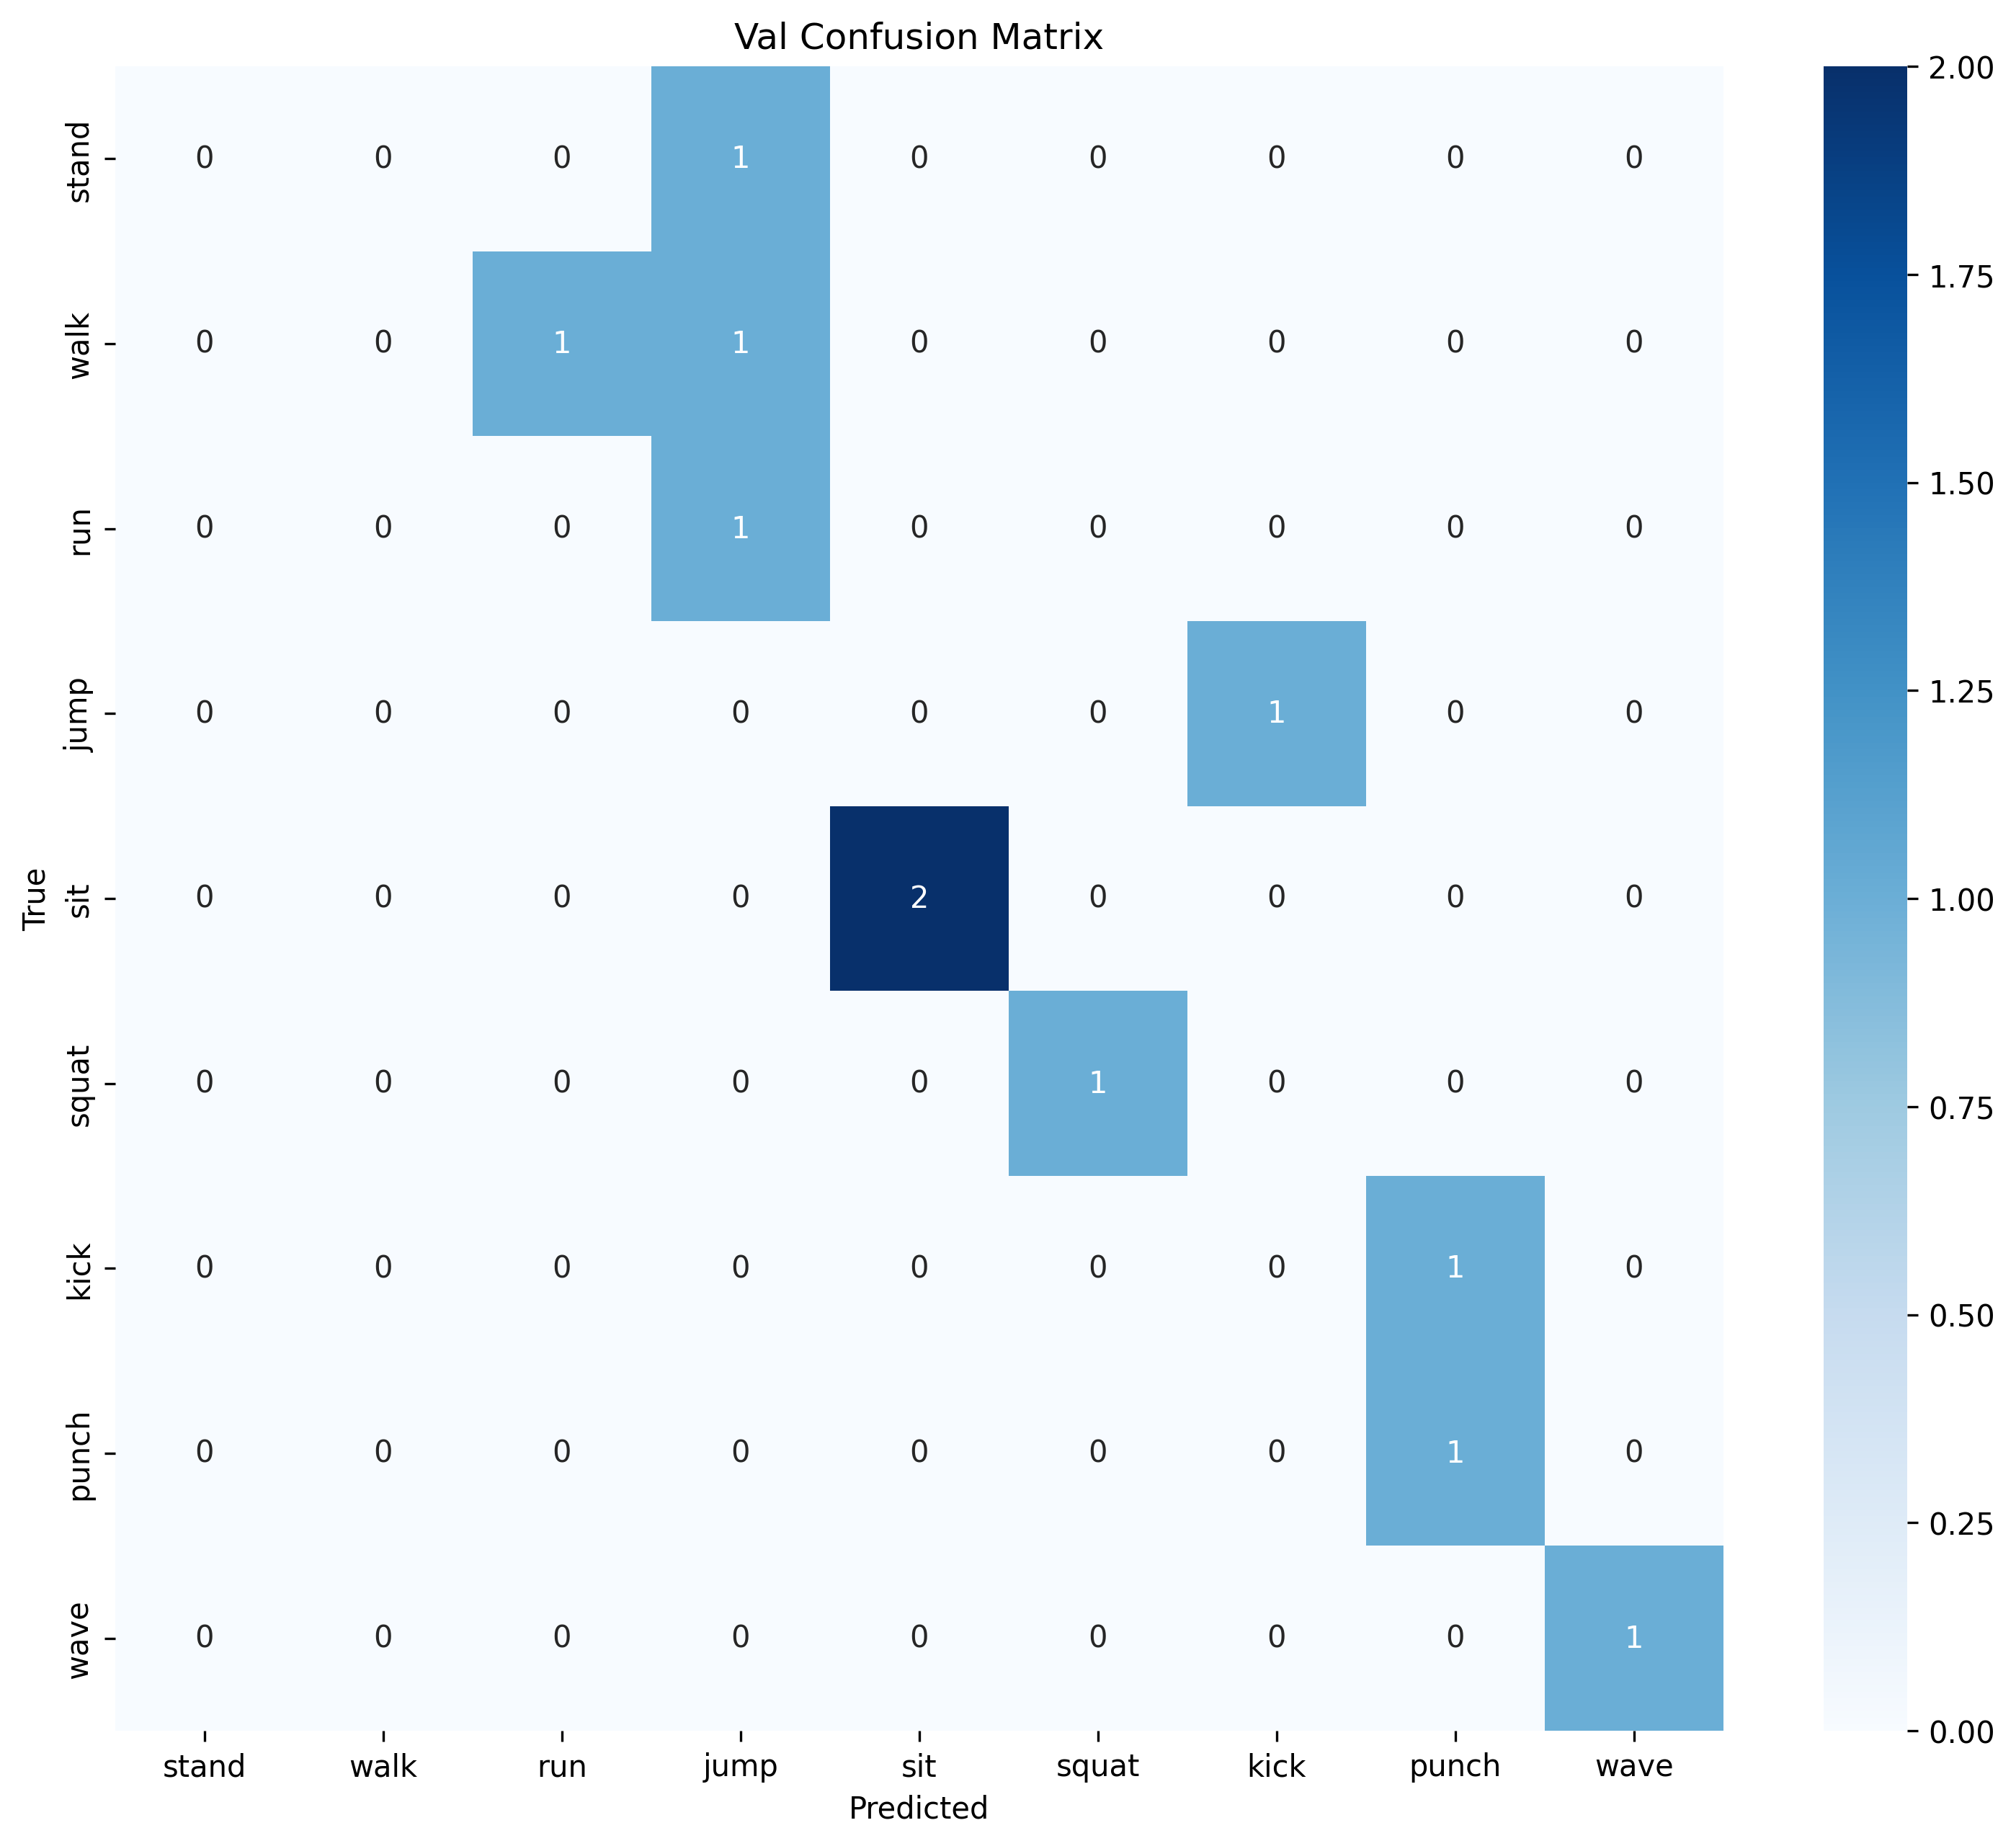 Val Confusion Matrix
stand 0 0 0 1 0 0 0 0 0
walk 0 0 1 1 0 0 0 0 0
run 0 0 0 1 0 0 0 0 0
jump 0 0 0 0 0 0 1 0 0
sit 0 0 0 0 2 0 0 0 0
squat 0 0 0 0 0 1 0 0 0
kick 0 0 0 0 0 0 0 1 0
punch 0 0 0 0 0 0 0 1 0
wave 0 0 0 0 0 0 0 0 1
True
stand walk run jump sit squat kick punch wave
Predicted
2.00
1.75
1.50
1.25
1.00
0.75
0.50
0.25
0.00